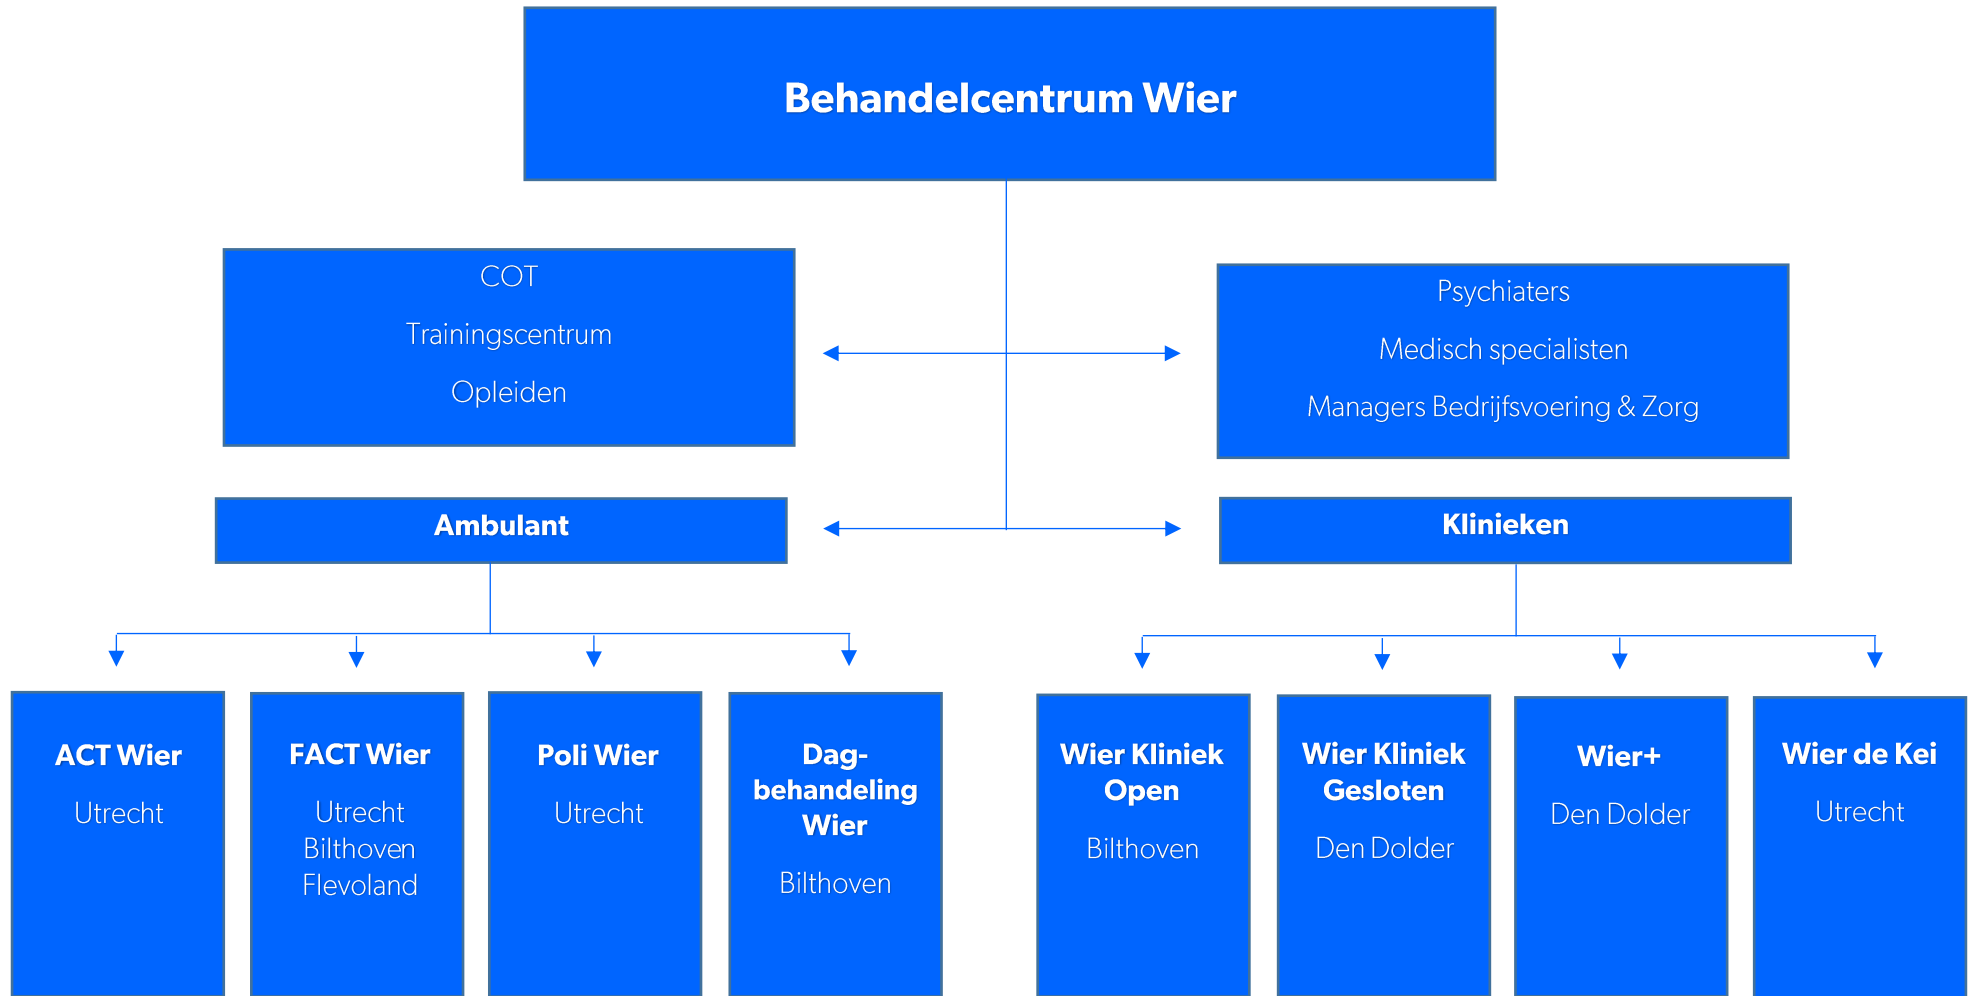 Behandelcentrum Wier
COT
Trainingscentrum
Opleiden
Psychiaters
Medisch specialisten
Managers Bedrijfsvoering & Zorg
Ambulant
Klinieken
ACT Wier
Utrecht
FACT Wier
Utrecht
Bilthoven
Flevoland
Poli Wier
Utrecht
Dag-
behandeling
Wier
Bilthoven
Wier Kliniek
Open
Bilthoven
Wier Kliniek
Gesloten
Den Dolder
Wier+
Den Dolder
Wier de Kei
Utrecht